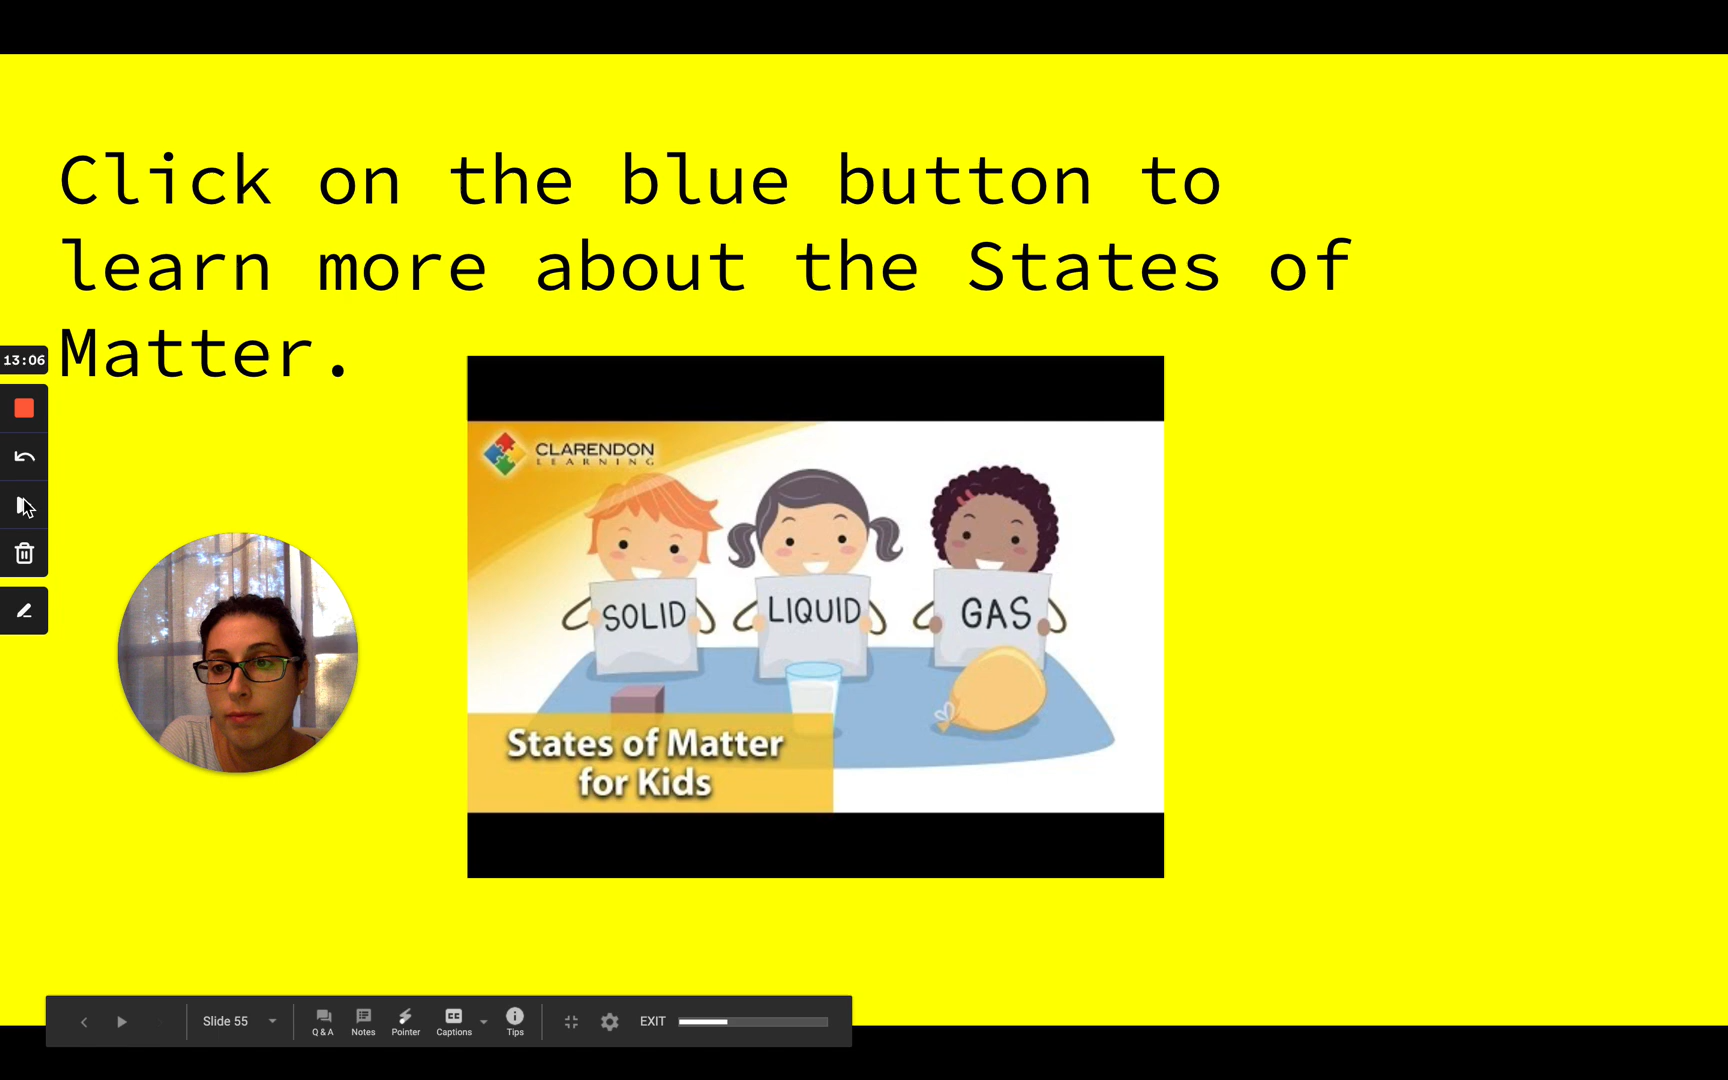 Click on the blue button to
learn more about the States of
Matter.
13:06
CLARENDON
LEARNING
SOLID
LIQUID
GAS
States of Matter
for Kids
Slide 55
Q & A
Notes
Pointer
Captions
Tips
EXIT